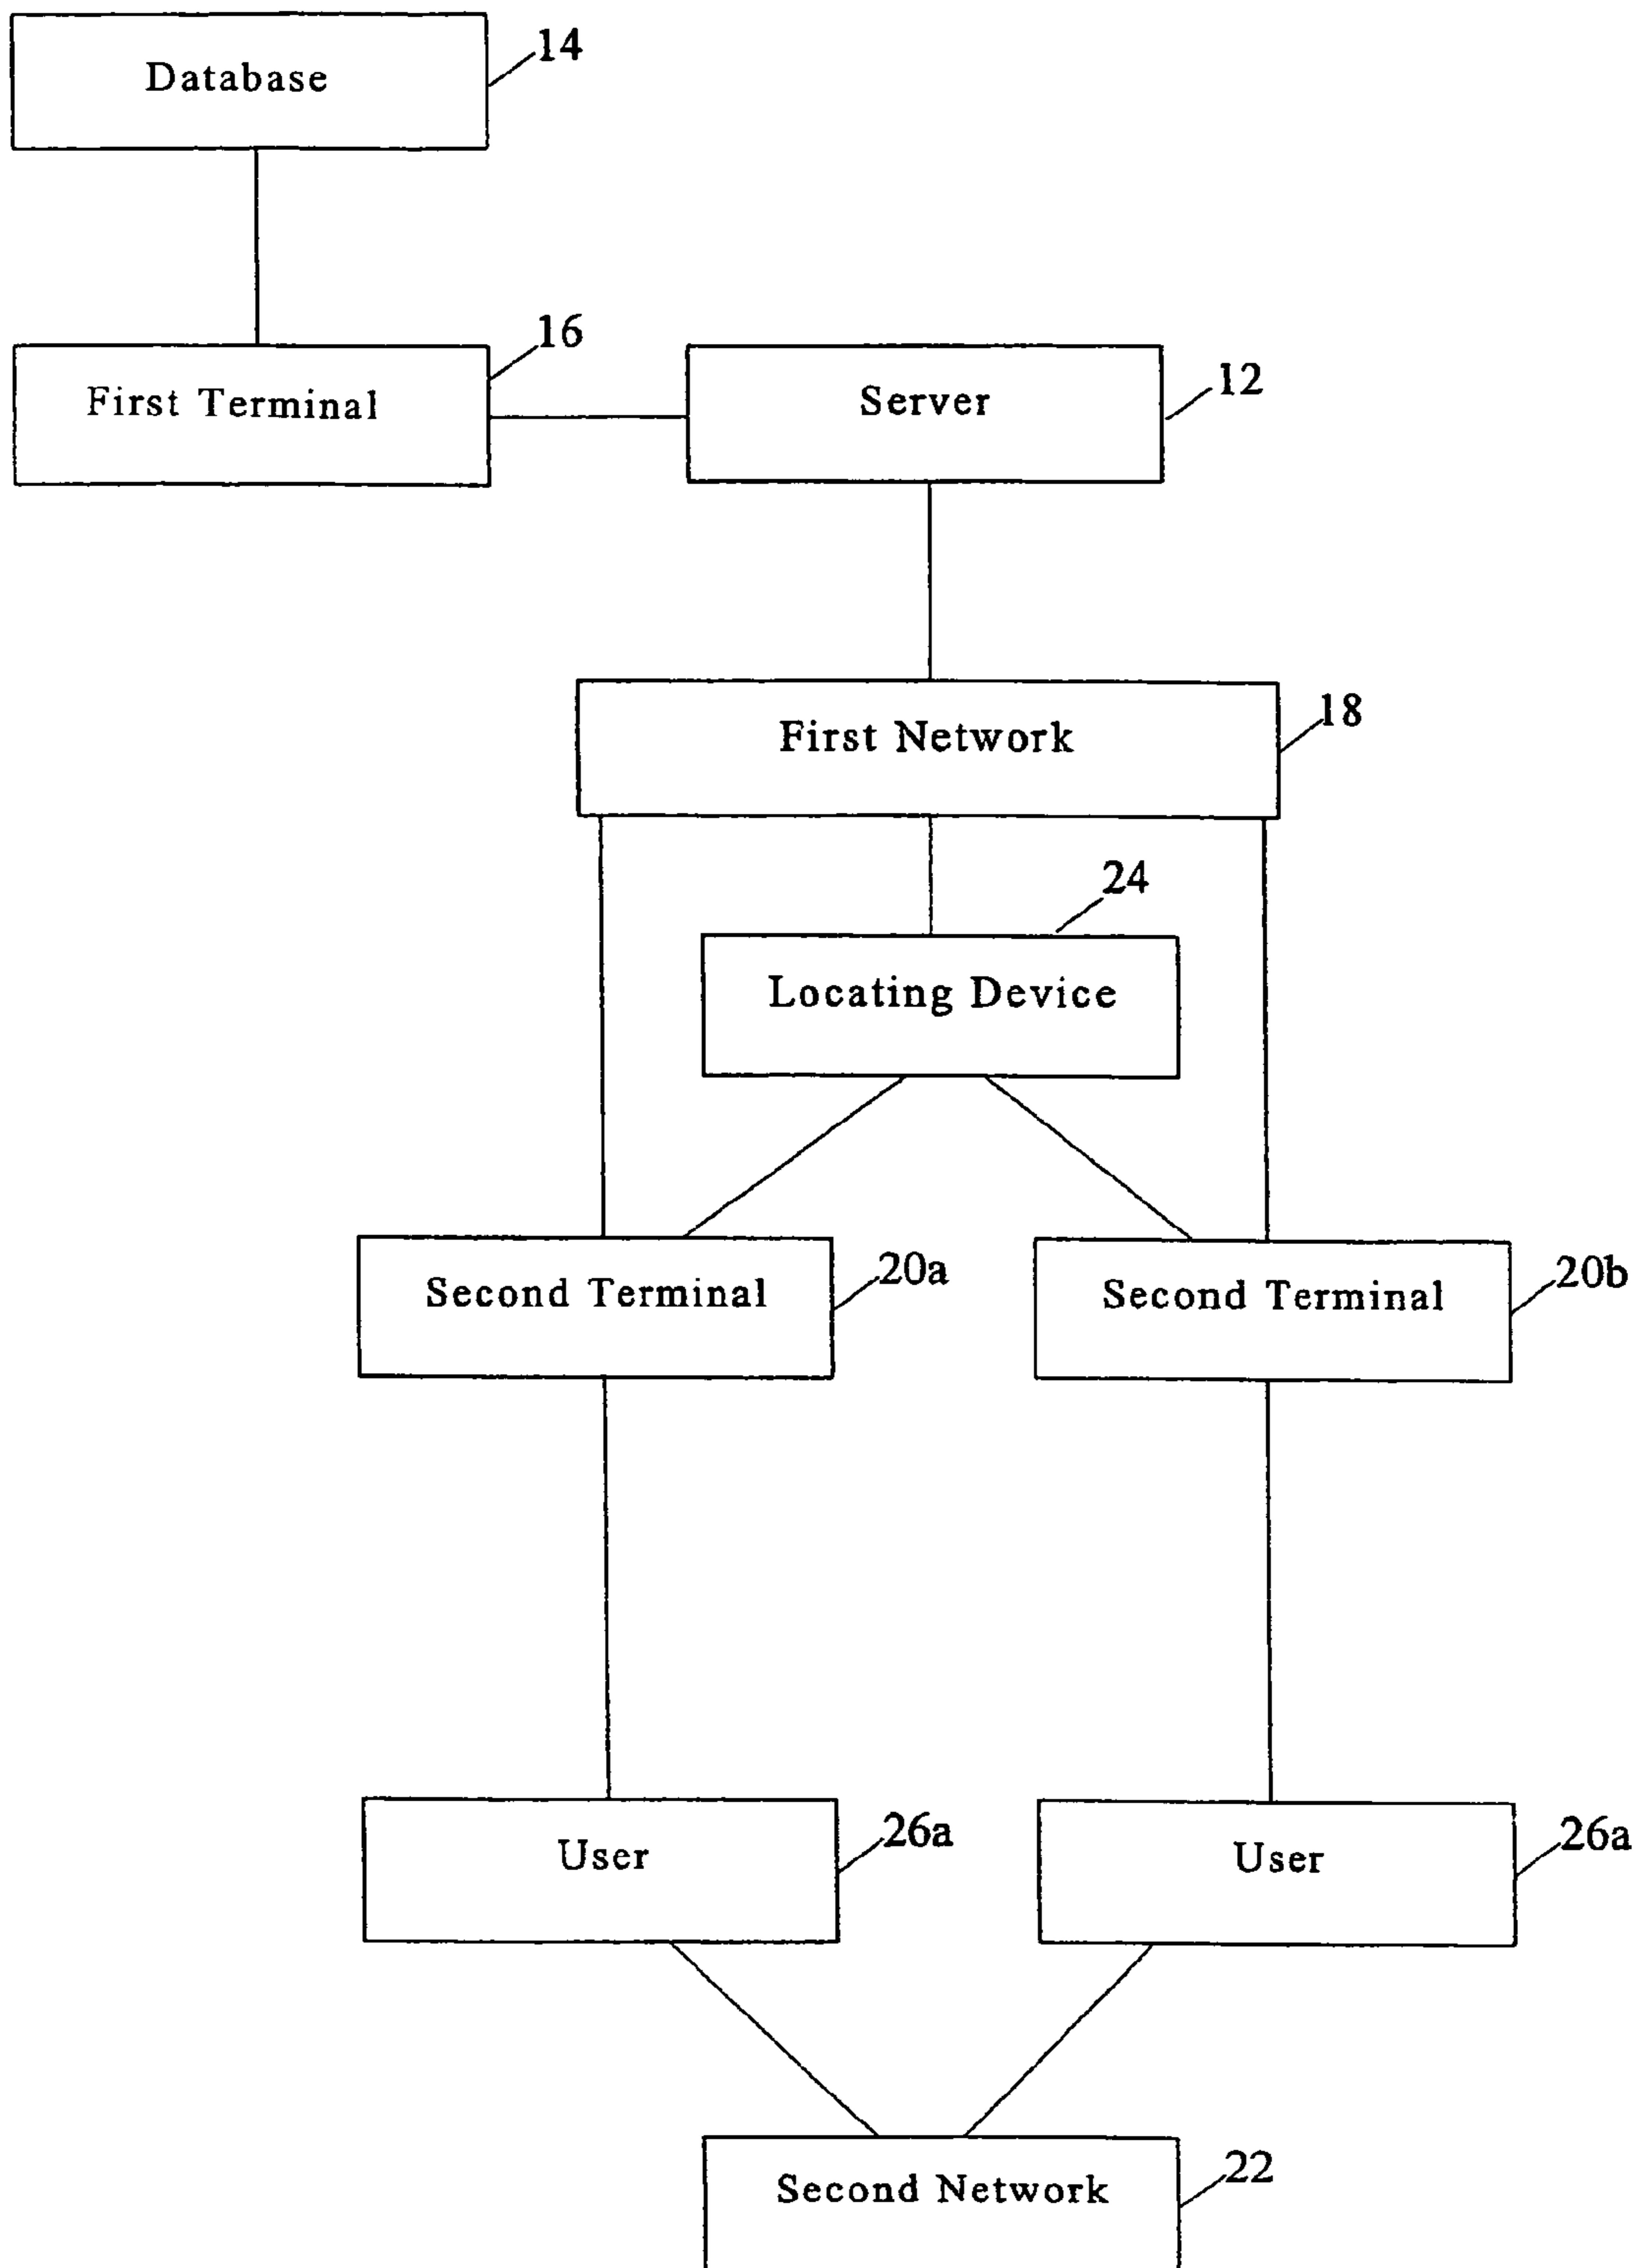 Database
14
First Terminal
16
Server
12
First Network
18
24
Locating Device
Second Terminal
20a
Second Terminal
20b
User
26a
User
26a
Second Network
22